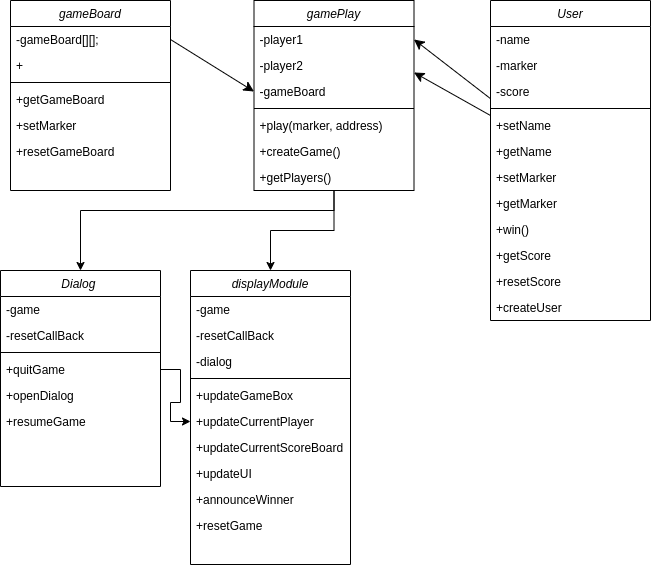 gameBoard
-gameBoard[][];
+
+getGameBoard
+setMarker
+resetGameBoard
gamePlay
-player1
-player2
-gameBoard
+play(marker, address)
+createGame()
+getPlayers()
User
-name
-marker
-score
+setName
+getName
+setMarker
+getMarker
+win()
+getScore
+resetScore
+createUser
Dialog
-game
-resetCallBack
+quitGame
+openDialog
+resumeGame
displayModule
-game
-resetCallBack
-dialog
+updateGameBox
+updateCurrentPlayer
+updateCurrentScoreBoard
+updateUI
+announceWinner
+resetGame